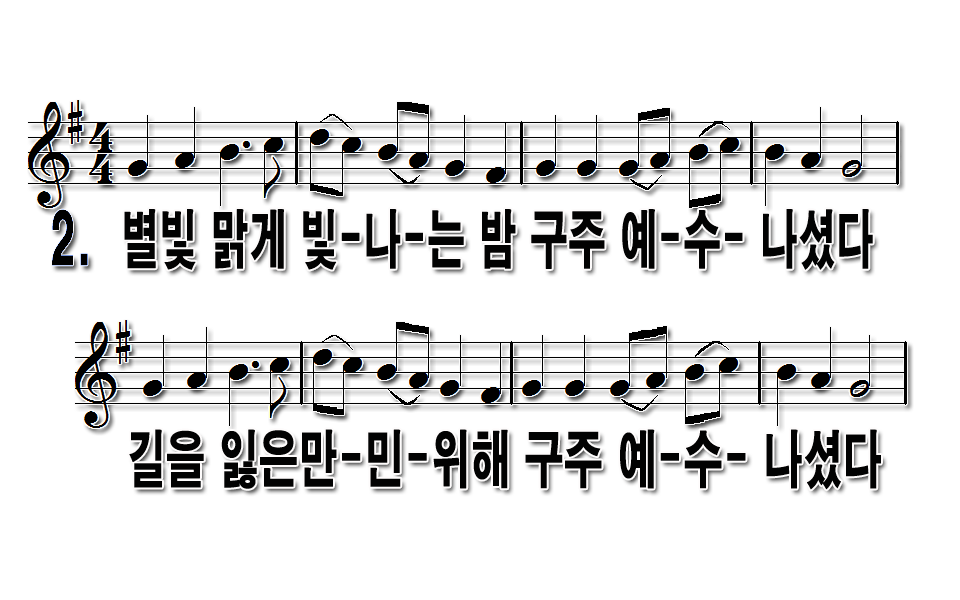 2. 별빛 맑게 빛-나-는 밤 구주 예-수- 나셨다
길을 잃은만-민-위해 구주 예-수- 나셨다